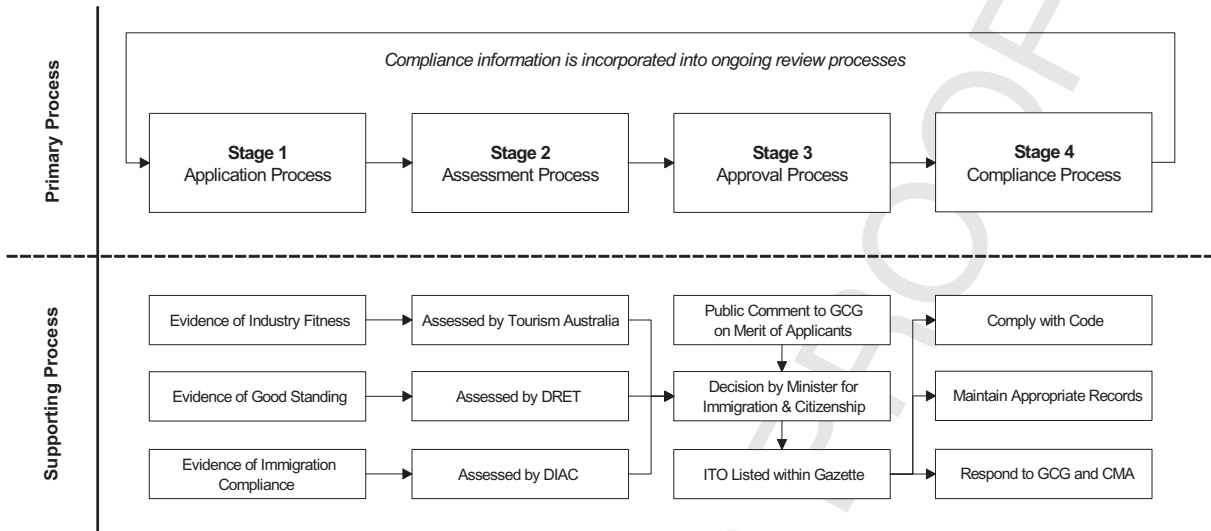 Primary Process
Compliance information is incorporated into ongoing review processes
Stage 1
Application Process
Stage 2
Assessment Process
Stage 3
Approval Process
Stage 4
Compliance Process
Supporting Process
Evidence of Industry Fitness
Assessed by Tourism Australia
Public Comment to GCG
on Merit of Applicants
Comply with Code
Evidence of Good Standing
Assessed by DRET
Decision by Minister for
Immigration & Citizenship
Maintain Appropriate Records
Evidence of Immigration
Compliance
Assessed by DIAC
ITO Listed within Gazette
Respond to GCG and CMA
PROOF